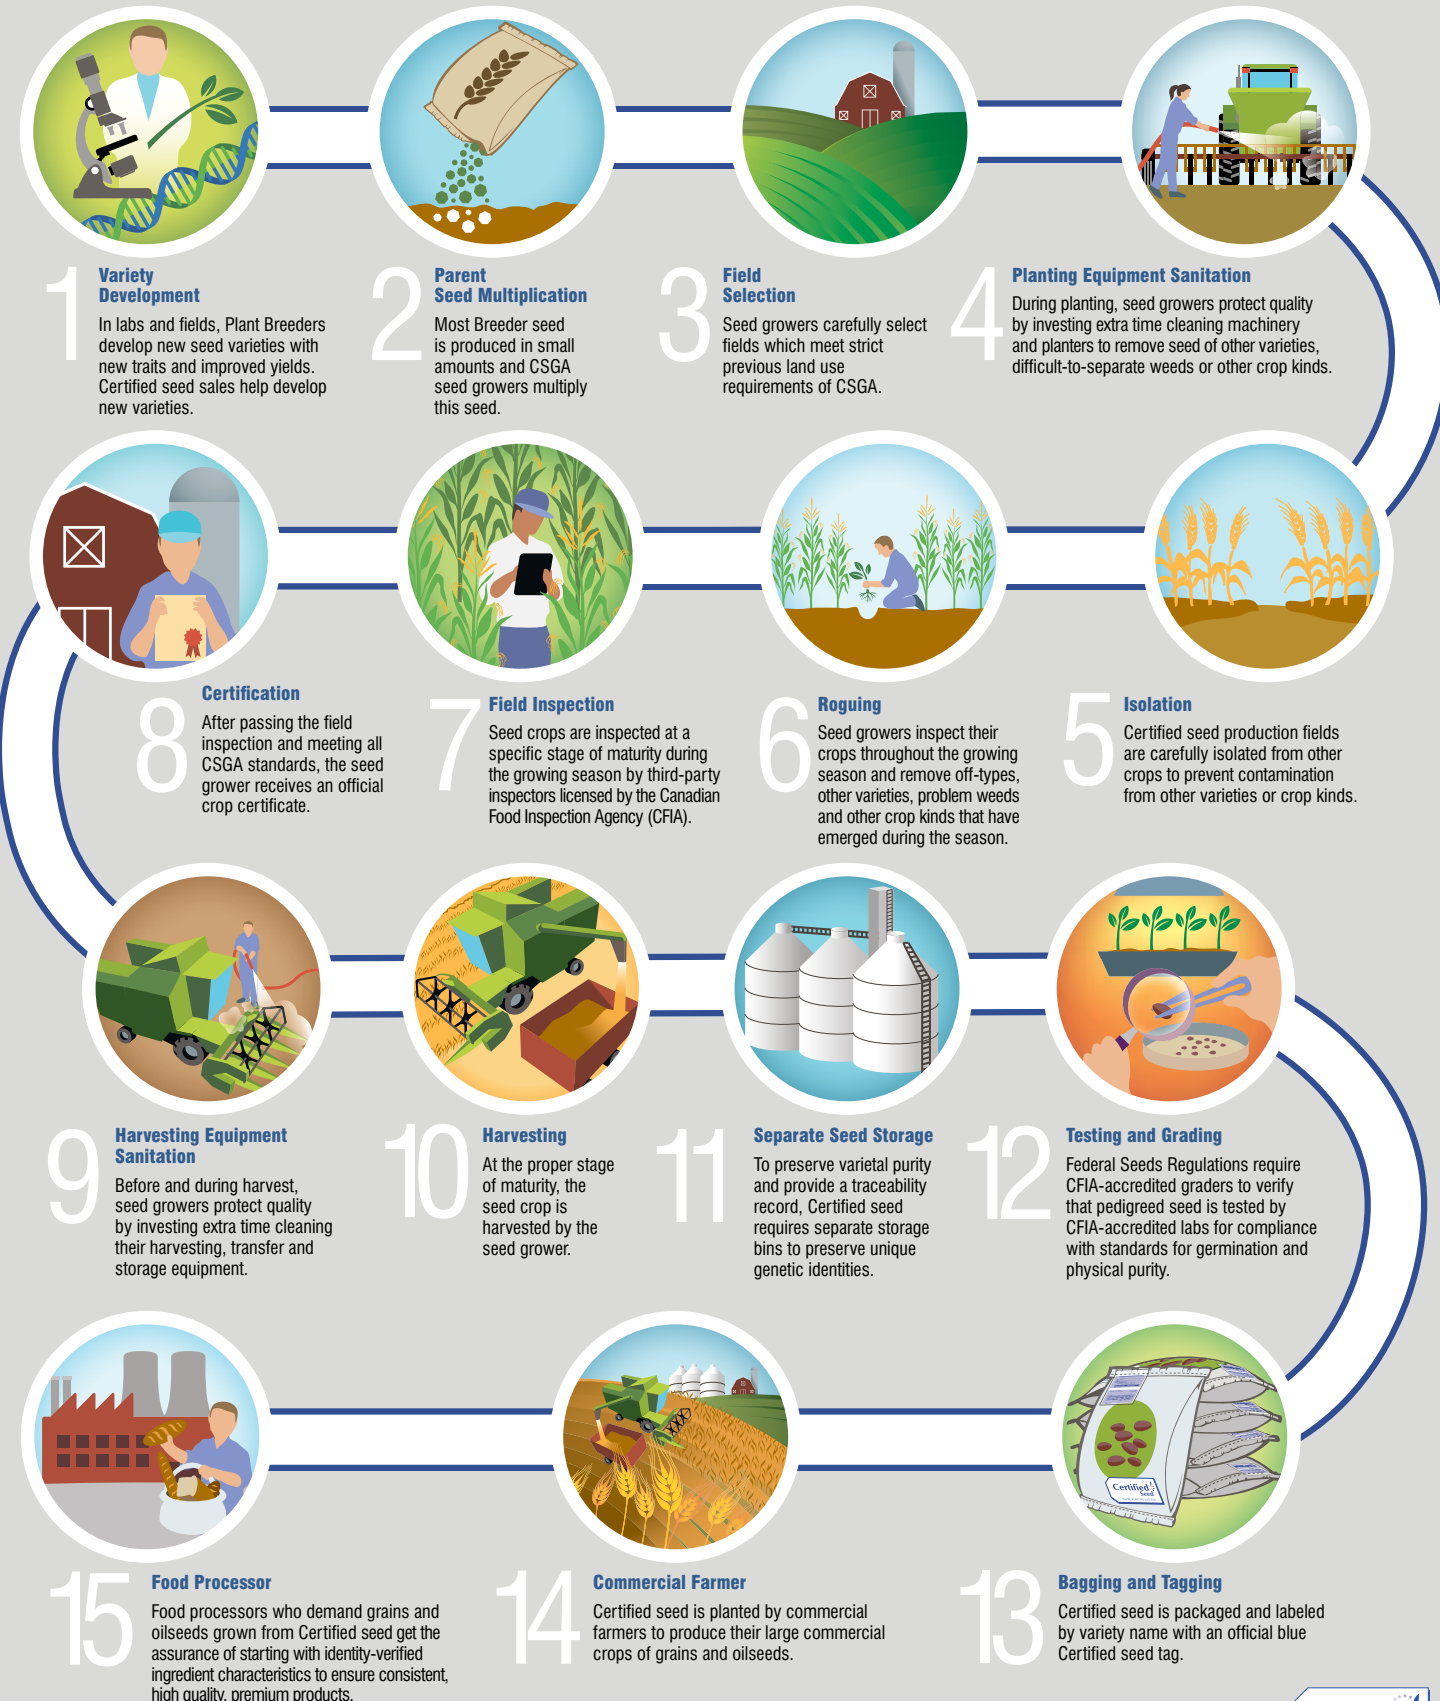 1
Variety
Development
In labs and fields, Plant Breeders
develop new seed varieties with
new traits and improved yields.
Certified seed sales help develop
new varieties.
2
Parent
Seed Multiplication
Most Breeder seed
is produced in small
amounts and CSGA
seed growers multiply
this seed.
3
Field
Selection
Seed growers carefully select
fields which meet strict
previous land use
requirements of CSGA.
4
Planting Equipment Sanitation
During planting, seed growers protect quality
by investing extra time cleaning machinery
and planters to remove seed of other varieties,
difficult-to-separate weeds or other crop kinds.
8
Certification
After passing the field
inspection and meeting all
CSGA standards, the seed
grower receives an official
crop certificate.
7
Field Inspection
Seed crops are inspected at a
specific stage of maturity during
the growing season by third-party
inspectors licensed by the Canadian
Food Inspection Agency (CFIA).
6
Roguing
Seed growers inspect their
crops throughout the growing
season and remove off-types,
other varieties, problem weeds
and other crop kinds that have
emerged during the season.
5
Isolation
Certified seed production fields
are carefully isolated from other
crops to prevent contamination
from other varieties or crop kinds.
9
Harvesting Equipment
Sanitation
Before and during harvest,
seed growers protect quality
by investing extra time cleaning
their harvesting, transfer and
storage equipment.
10
Harvesting
At the proper stage
of maturity, the
seed crop is
harvested by the
seed grower.
11
Separate Seed Storage
To preserve varietal purity
and provide a traceability
record, Certified seed
requires separate storage
bins to preserve unique
genetic identities.
12
Testing and Grading
Federal Seeds Regulations require
CFIA-accredited graders to verify
that pedigreed seed is tested by
CFIA-accredited labs for compliance
with standards for germination and
physical purity.
Certified
Seed
15
Food Processor
Food processors who demand grains and
oilseeds grown from Certified seed get the
assurance of starting with identity-verified
ingredient characteristics to ensure consistent,
high quality, premium products.
14
Commercial Farmer
Certified seed is planted by commercial
farmers to produce their large commercial
crops of grains and oilseeds.
13
Bagging and Tagging
Certified seed is packaged and labeled
by variety name with an official blue
Certified seed tag.